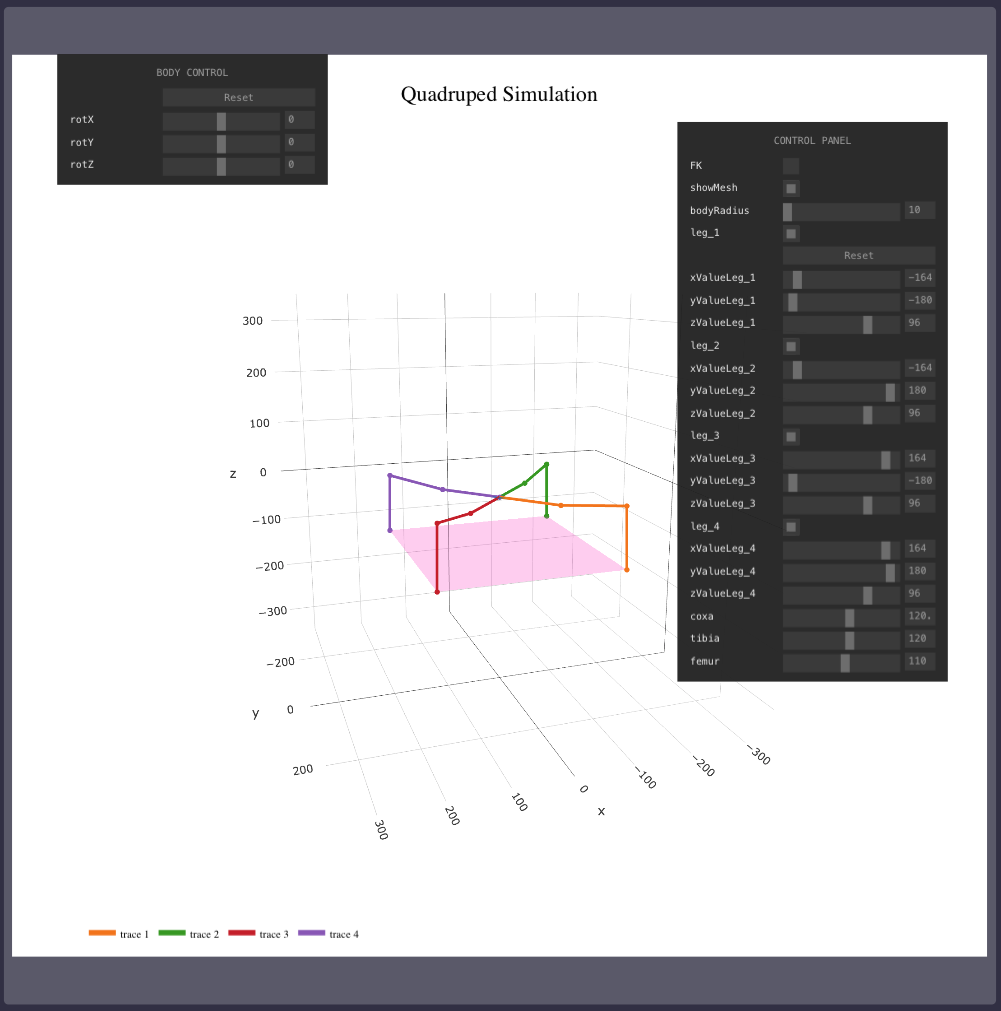 BODY CONTROL
Reset
rotX 0
rotY 0
rotZ 0
Quadruped Simulation
CONTROL PANEL
FK
showMesh
bodyRadius 10
leg_1
Reset
xValueLeg_1 −164
yValueLeg_1 −180
zValueLeg_1 96
leg_2
xValueLeg_2 −164
yValueLeg_2 180
zValueLeg_2 96
leg_3
xValueLeg_3 164
yValueLeg_3 −180
zValueLeg_3 96
leg_4
xValueLeg_4 164
yValueLeg_4 180
zValueLeg_4 96
coxa 120.
tibia 120
femur 110
300
200
100
z 0
−100
−200
−300
−200
y 0
200
300
200
100
0
x
−100
−200
−300
trace 1 trace 2 trace 3 trace 4